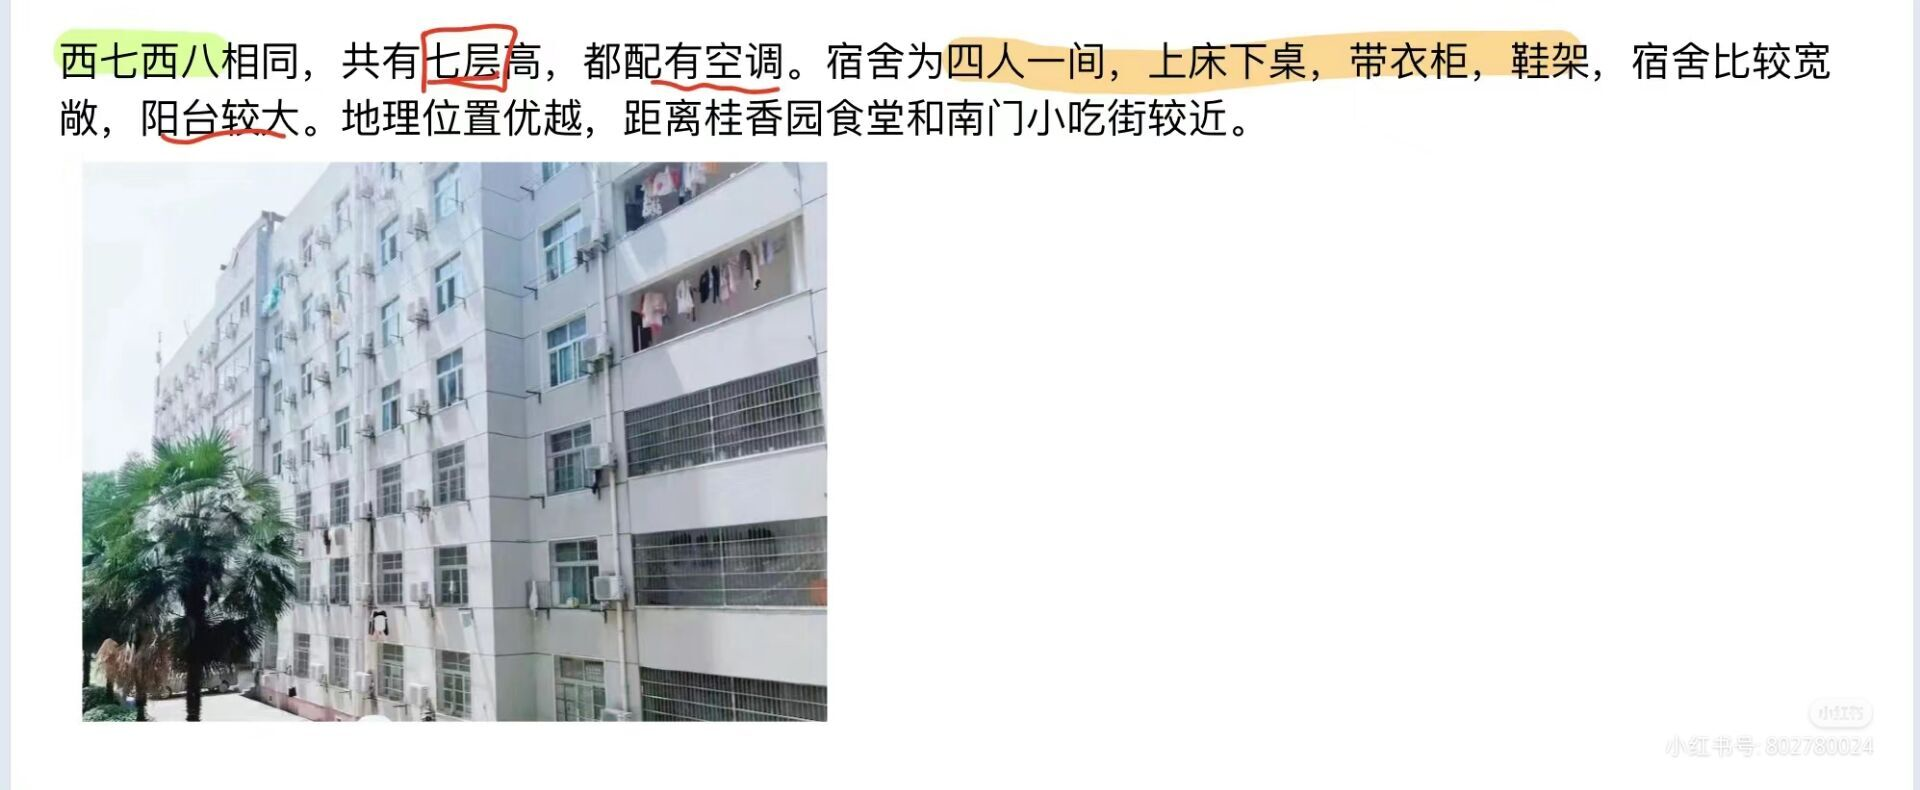 西七西八相同，共有七层高，都配有空调。宿舍为四人一间，上床下桌，带衣柜，鞋架，宿舍比较宽
敞，阳台较大。地理位置优越，距离桂香园食堂和南门小吃街较近。
小红书
小红书号: 802780024